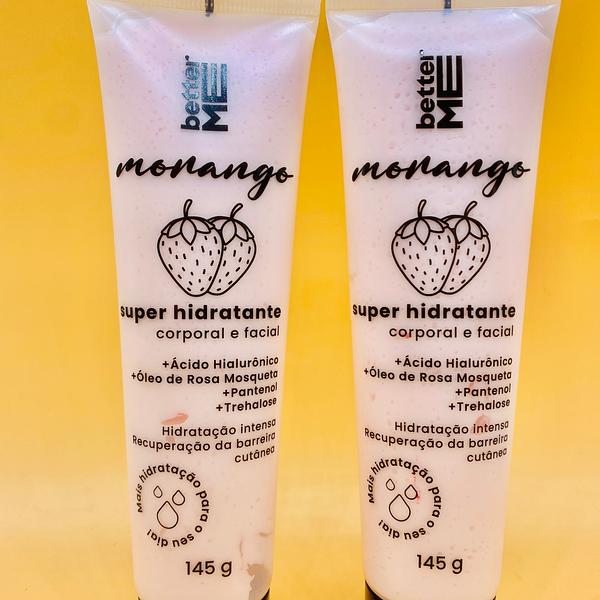 better
ME
morango
super hidratante
corporal e facial
+Ácido Hialurônico
+Óleo de Rosa Mosqueta
+Pantenol
+Trehalose
Hidratação intensa
Recuperação da barreira
cutânea
Mais hidratação para o seu dia!
145 g
better
ME
morango
super hidratante
corporal e facial
+Ácido Hialurônico
+Óleo de Rosa Mosqueta
+Pantenol
+Trehalose
Hidratação intensa
Recuperação da barreira
cutânea
Mais hidratação para o seu dia!
145 g